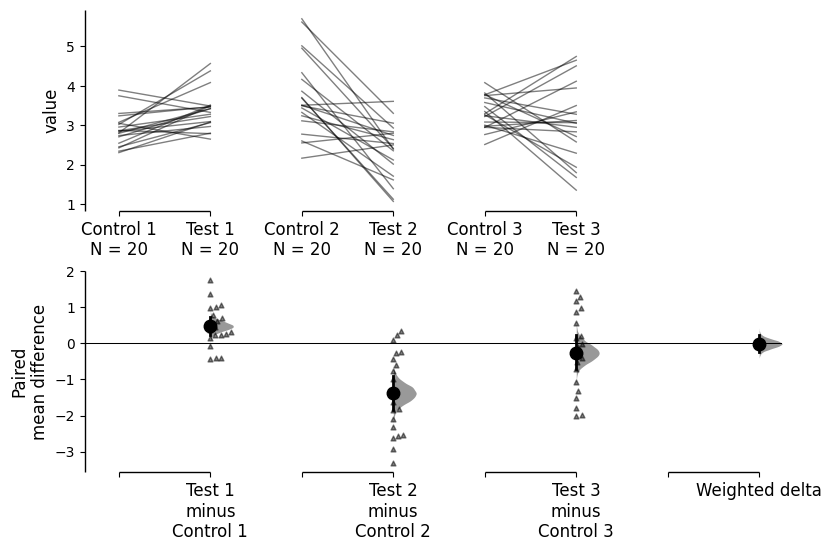 5
4
3
2
1
value
Control 1 Test 1 Control 2 Test 2 Control 3 Test 3
N = 20 N = 20 N = 20 N = 20 N = 20 N = 20
2
1
0
−1
−2
−3
Paired
mean difference
Test 1 Test 2 Test 3 Weighted delta
minus minus minus
Control 1 Control 2 Control 3